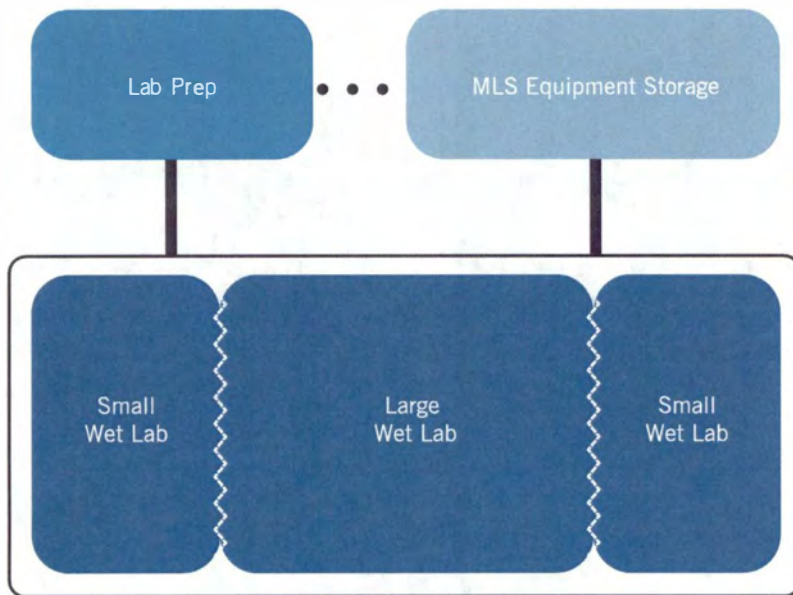 Lab Prep
MLS Equipment Storage
Small
Wet Lab
Large
Wet Lab
Small
Wet Lab